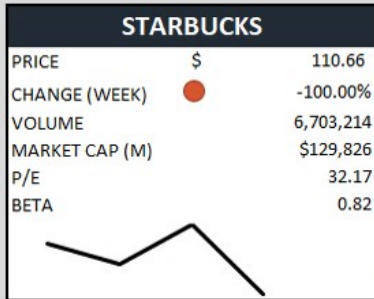 STARBUCKS
PRICE $ 110.66
CHANGE (WEEK) -100.00%
VOLUME 6,703,214
MARKET CAP (M) $129,826
P/E 32.17
BETA 0.82